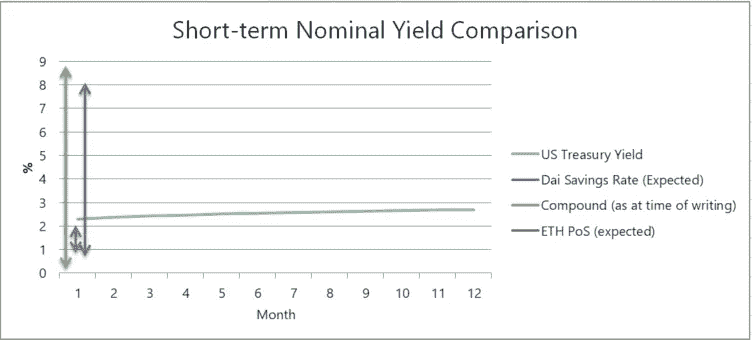 Short-term Nominal Yield Comparison
9
8
7
6
5
4
3
2
1
0
%
1 2 3 4 5 6 7 8 9 10 11 12
Month
US Treasury Yield
Dai Savings Rate (Expected)
Compound (as at time of writing)
ETH PoS (expected)